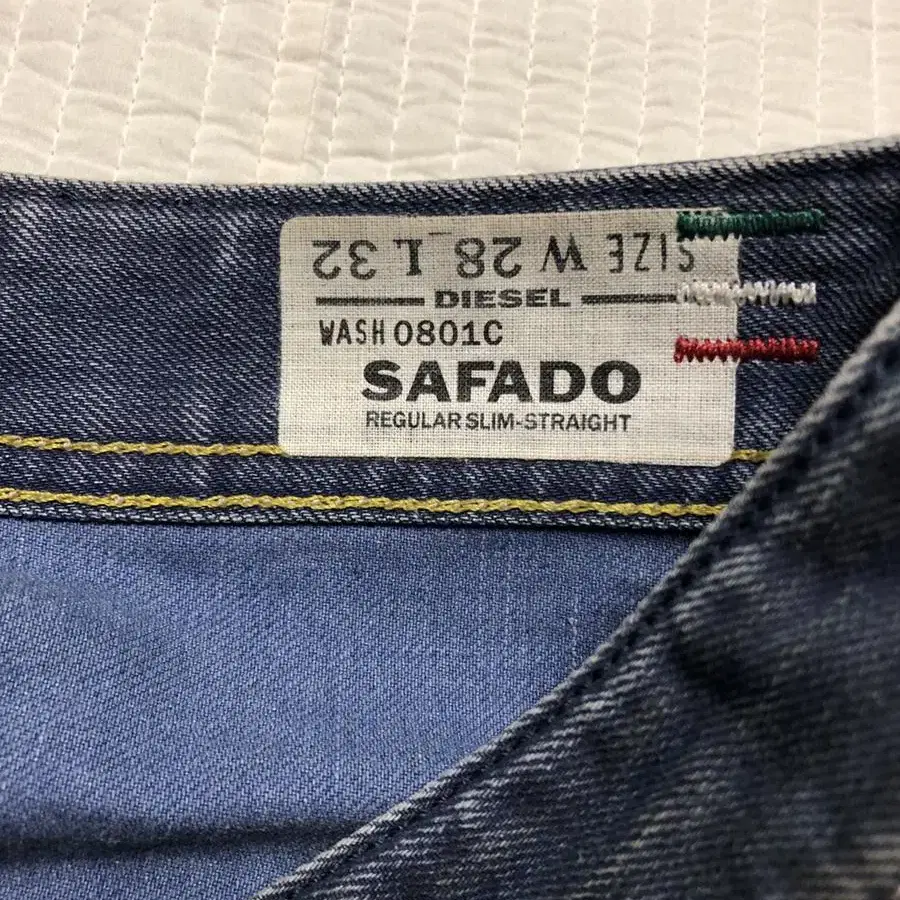 SIZE W 28 L 32
DIESEL
WASH 0801C
SAFADO
REGULAR SLIM-STRAIGHT